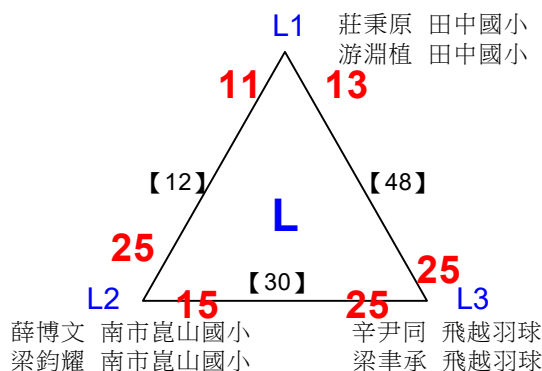 L1
莊秉原 田中國小
游淵植 田中國小
11
13
【12】
【48】
L
25
25
【30】
15
25
L2
L3
薛博文 南市崑山國小
梁鈞耀 南市崑山國小
辛尹同 飛越羽球
梁聿承 飛越羽球